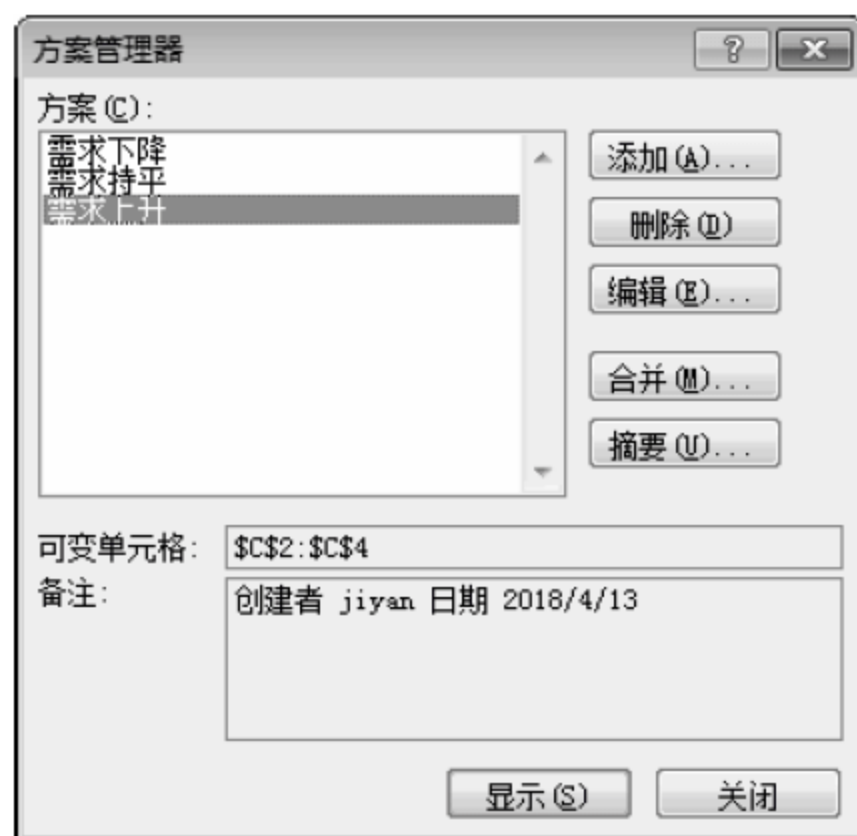 方案管理器
方案(C):
需求下降
需求持平
需求上升
添加(A)...
删除(D)
编辑(E)...
合并(M)...
摘要(U)...
可变单元格: $C$2:$C$4
备注: 创建者 jiyan 日期 2018/4/13
显示(S) 关闭